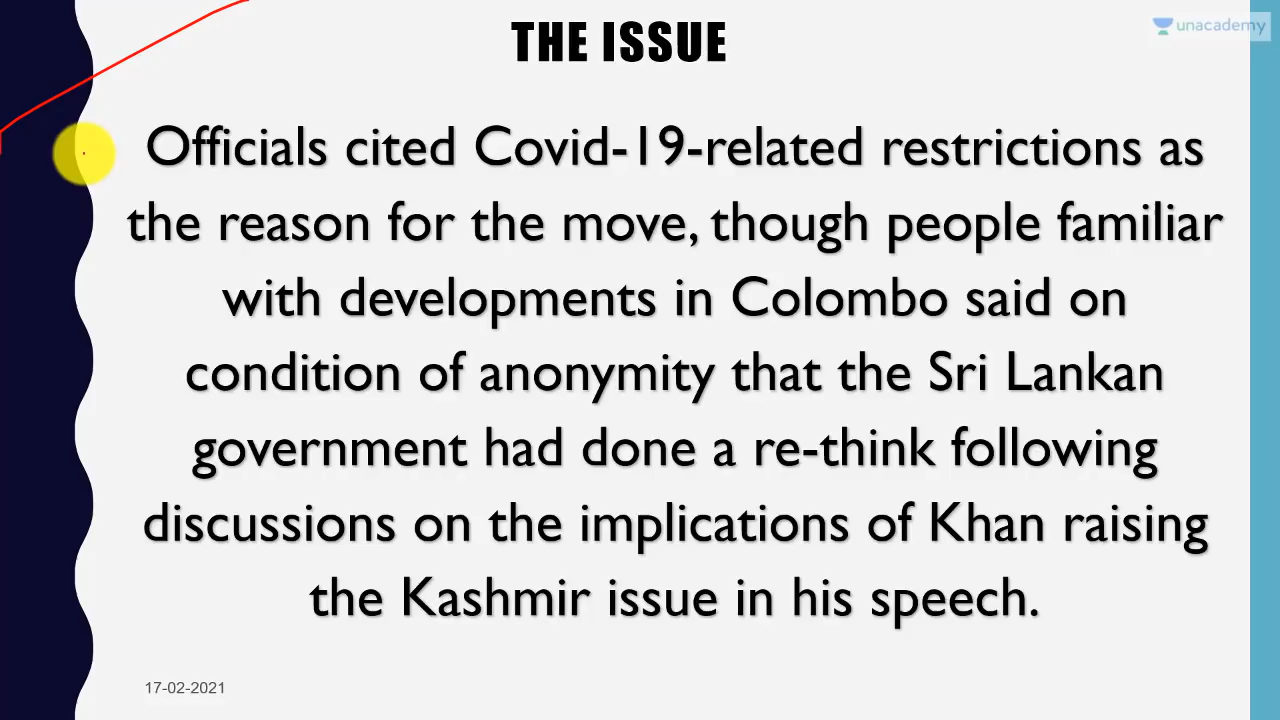 THE ISSUE
unacademy
Officials cited Covid-19-related restrictions as
the reason for the move, though people familiar
with developments in Colombo said on
condition of anonymity that the Sri Lankan
government had done a re-think following
discussions on the implications of Khan raising
the Kashmir issue in his speech.
17-02-2021